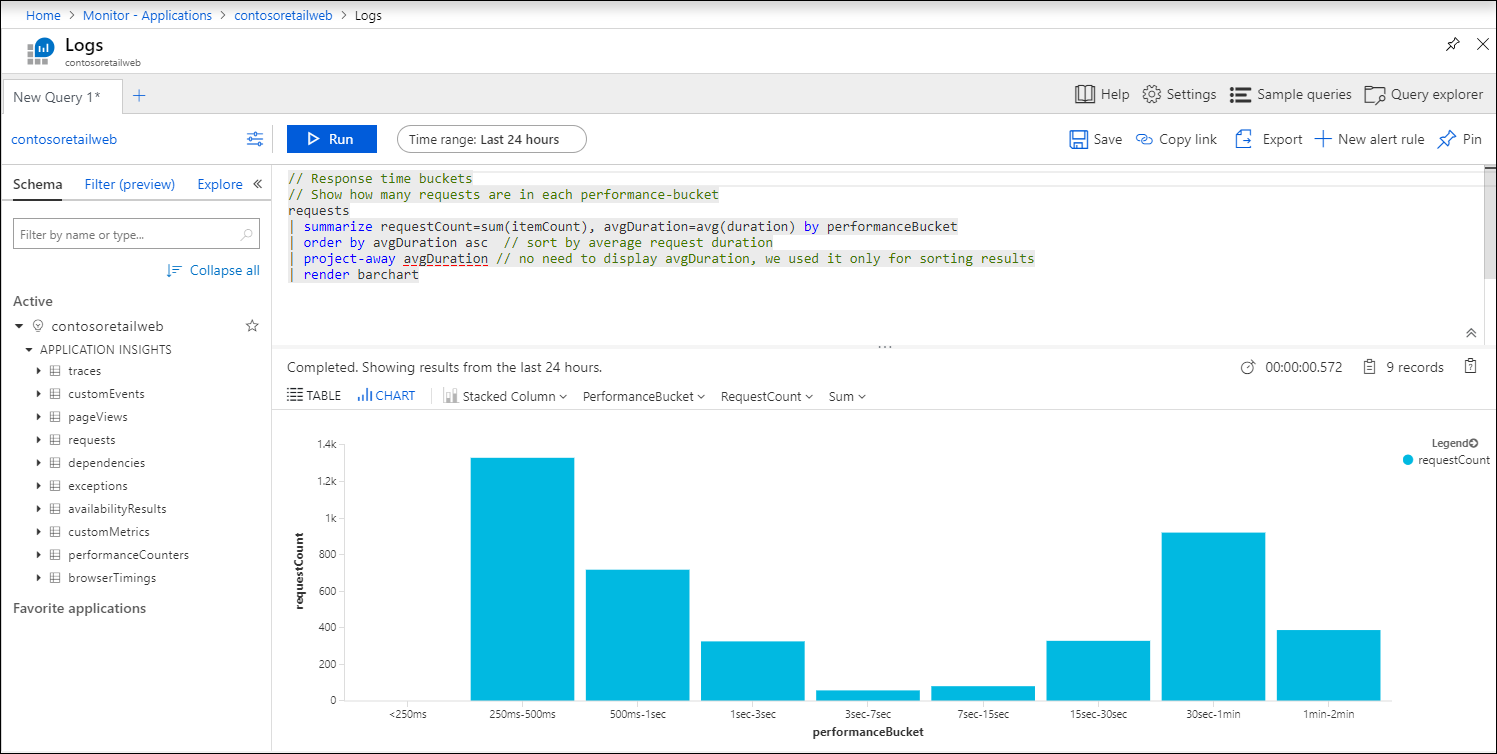 Home > Monitor - Applications > contosoretailweb > Logs
Logs
contosoretailweb
New Query 1* +
Help Settings Sample queries Query explorer
contosoretailweb
Run
Time range: Last 24 hours
Save Copy link Export New alert rule Pin
Schema Filter (preview) Explore «
Filter by name or type...
Collapse all
Active
contosoretailweb
APPLICATION INSIGHTS
traces
customEvents
pageViews
requests
dependencies
exceptions
availabilityResults
customMetrics
performanceCounters
browserTimings
Favorite applications
// Response time buckets
// Show how many requests are in each performance-bucket
requests
| summarize requestCount=sum(itemCount), avgDuration=avg(duration) by performanceBucket
| order by avgDuration asc  // sort by average request duration
| project-away avgDuration // no need to display avgDuration, we used it only for sorting results
| render barchart
...
Completed. Showing results from the last 24 hours.
00:00:00.572 9 records
TABLE CHART Stacked Column PerformanceBucket RequestCount Sum
Legend
requestCount
requestCount
1.4k
1.2k
1k
800
600
400
200
0
<250ms 250ms-500ms 500ms-1sec 1sec-3sec 3sec-7sec 7sec-15sec 15sec-30sec 30sec-1min 1min-2min
performanceBucket